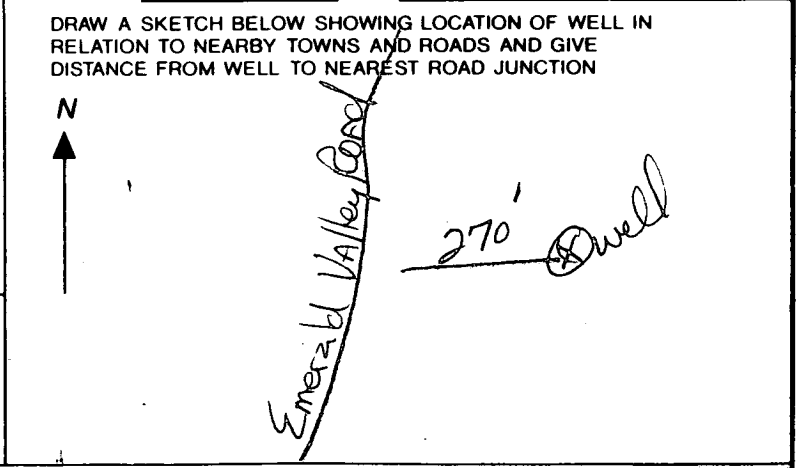 DRAW A SKETCH BELOW SHOWING LOCATION OF WELL IN
RELATION TO NEARBY TOWNS AND ROADS AND GIVE
DISTANCE FROM WELL TO NEAREST ROAD JUNCTION
N
Emerald Valley Road
270'
X well